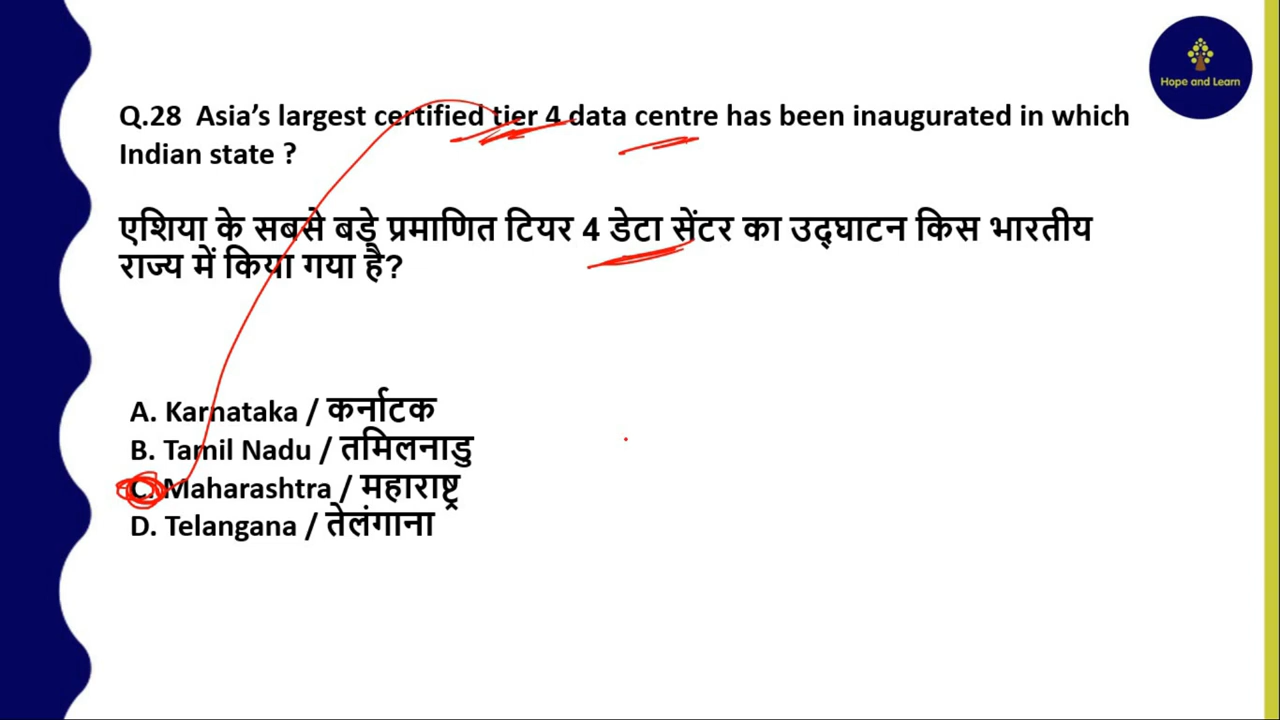 Hope and Learn
Q.28 Asia’s largest certified tier 4 data centre has been inaugurated in which
Indian state ?
एशिया के सबसे बड़े प्रमाणित टियर 4 डेटा सेंटर का उद्घाटन किस भारतीय
राज्य में किया गया है?
A. Karnataka / कर्नाटक
B. Tamil Nadu / तमिलनाडु
C. Maharashtra / महाराष्ट्र
D. Telangana / तेलंगाना